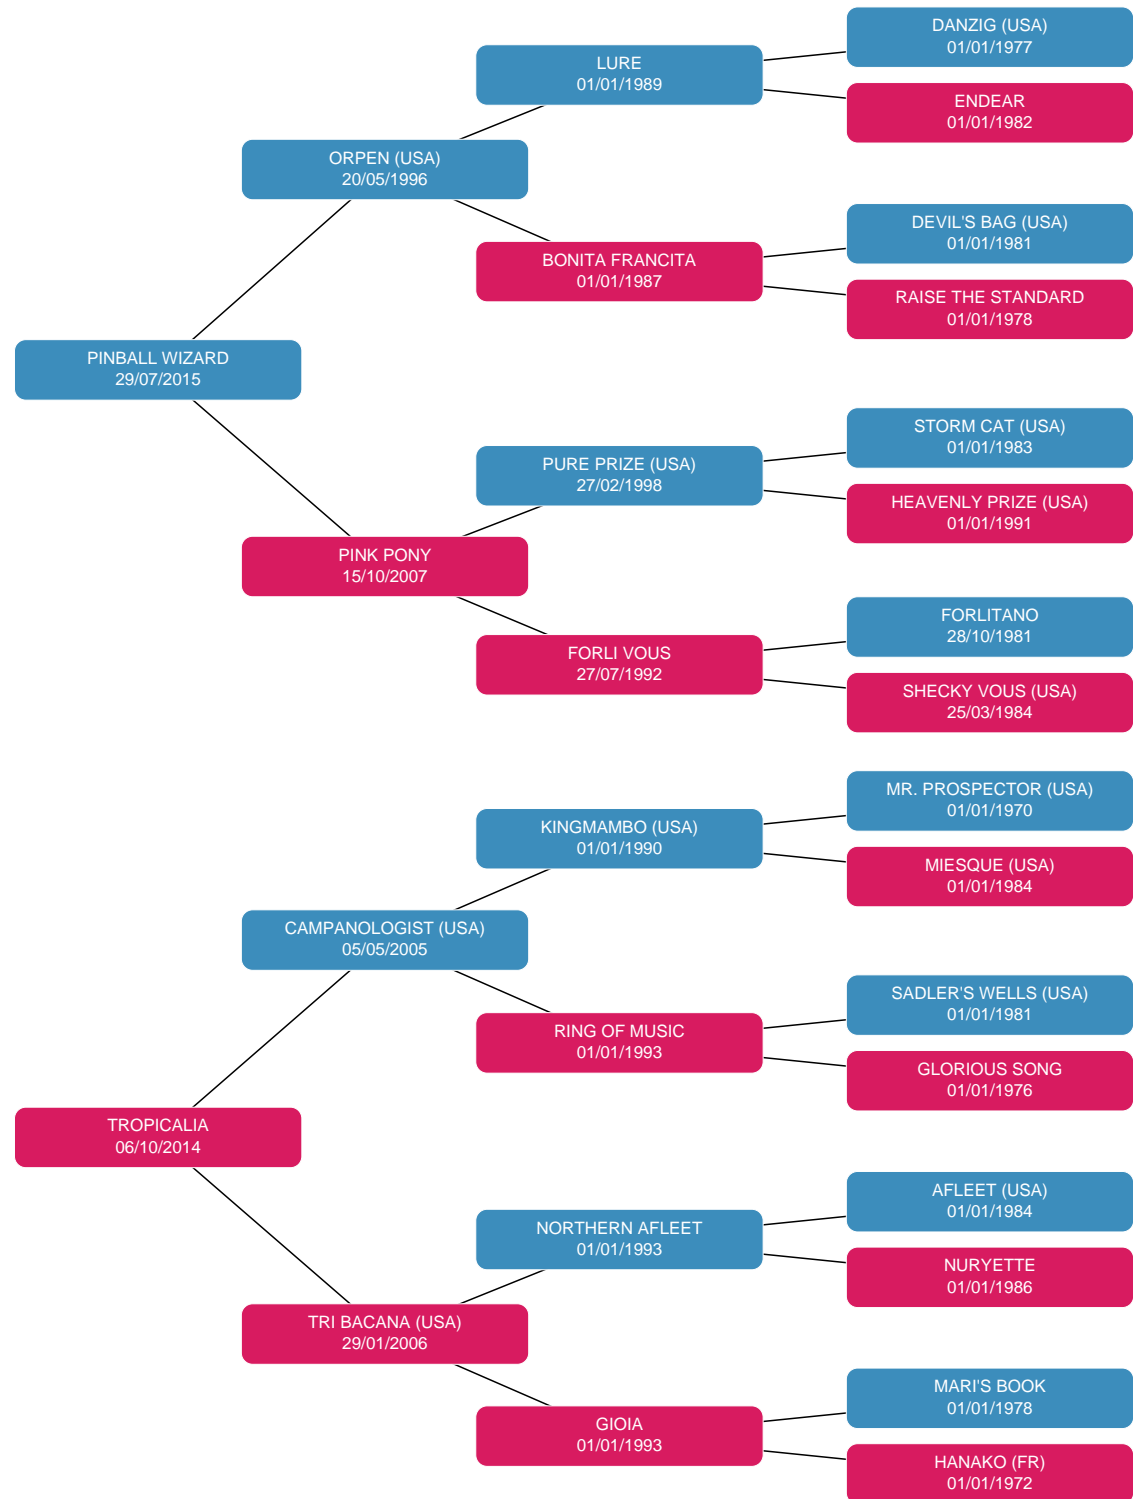 DANZIG (USA)
01/01/1977
LURE
01/01/1989
ENDEAR
01/01/1982
ORPEN (USA)
20/05/1996
DEVIL'S BAG (USA)
01/01/1981
BONITA FRANCITA
01/01/1987
RAISE THE STANDARD
01/01/1978
PINBALL WIZARD
29/07/2015
STORM CAT (USA)
01/01/1983
PURE PRIZE (USA)
27/02/1998
HEAVENLY PRIZE (USA)
01/01/1991
PINK PONY
15/10/2007
FORLITANO
28/10/1981
FORLI VOUS
27/07/1992
SHECKY VOUS (USA)
25/03/1984
MR. PROSPECTOR (USA)
01/01/1970
KINGMAMBO (USA)
01/01/1990
MIESQUE (USA)
01/01/1984
CAMPANOLOGIST (USA)
05/05/2005
SADLER'S WELLS (USA)
01/01/1981
RING OF MUSIC
01/01/1993
GLORIOUS SONG
01/01/1976
TROPICALIA
06/10/2014
AFLEET (USA)
01/01/1984
NORTHERN AFLEET
01/01/1993
NURYETTE
01/01/1986
TRI BACANA (USA)
29/01/2006
MARI'S BOOK
01/01/1978
GIOIA
01/01/1993
HANAKO (FR)
01/01/1972